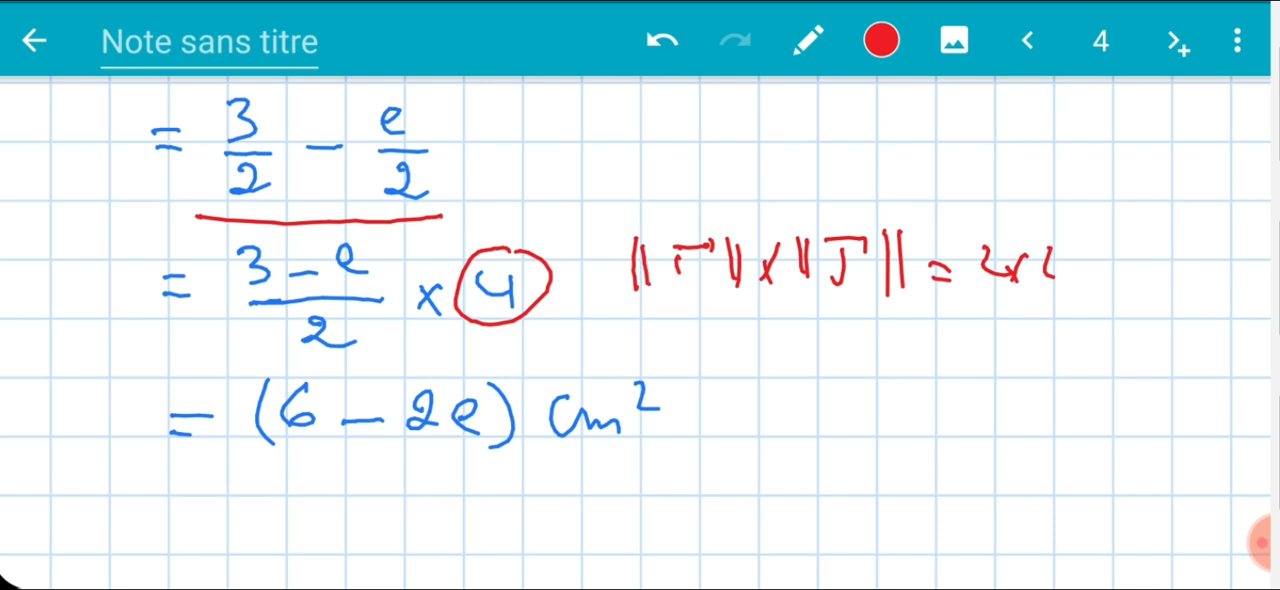 Note sans titre 4
= 3/2 - e/2
= (3 - e)/2 × 4 ||i⃗|| × ||j⃗|| = 2×2
= (6 - 2e) cm²